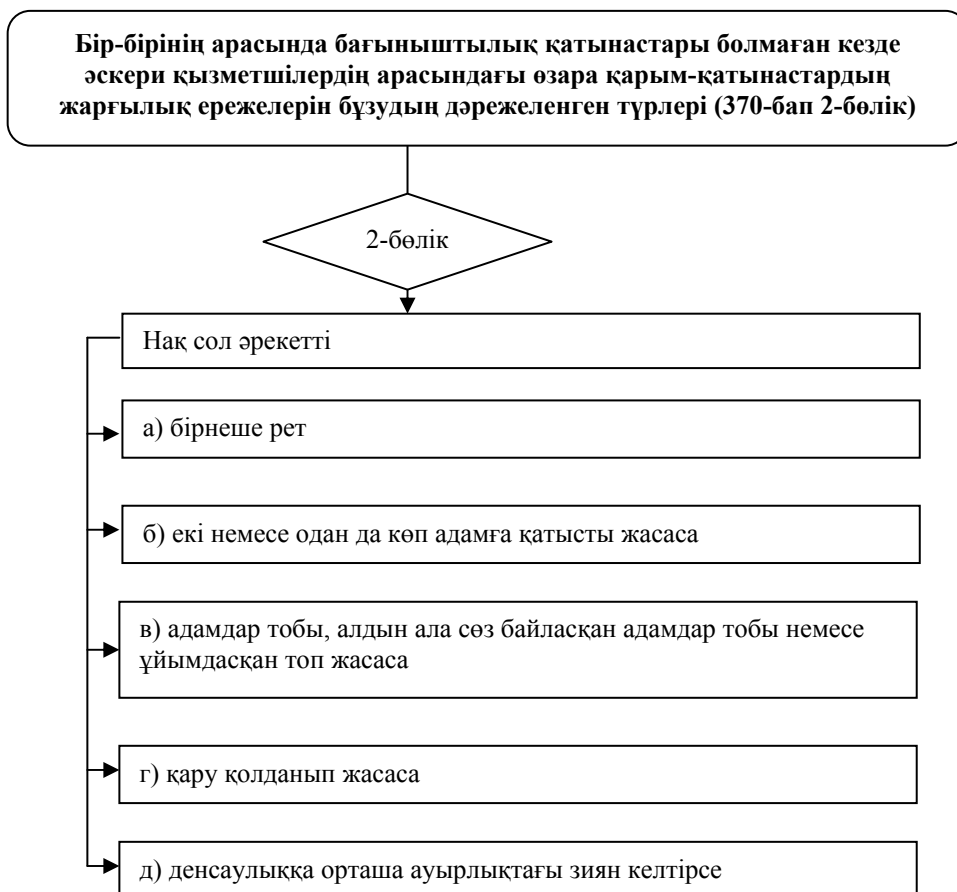 Бір-бірінің арасында бағыныштылық қатынастары болмаған кезде
әскери қызметшілердің арасындағы өзара қарым-қатынастардың
жарғылық ережелерін бұзудың дәрежеленген түрлері (370-бап 2-бөлік)
2-бөлік
Нақ сол әрекетті
а) бірнеше рет
б) екі немесе одан да көп адамға қатысты жасаса
в) адамдар тобы, алдын ала сөз байласқан адамдар тобы немесе
ұйымдасқан топ жасаса
г) қару қолданып жасаса
д) денсаулыққа орташа ауырлықтағы зиян келтірсе